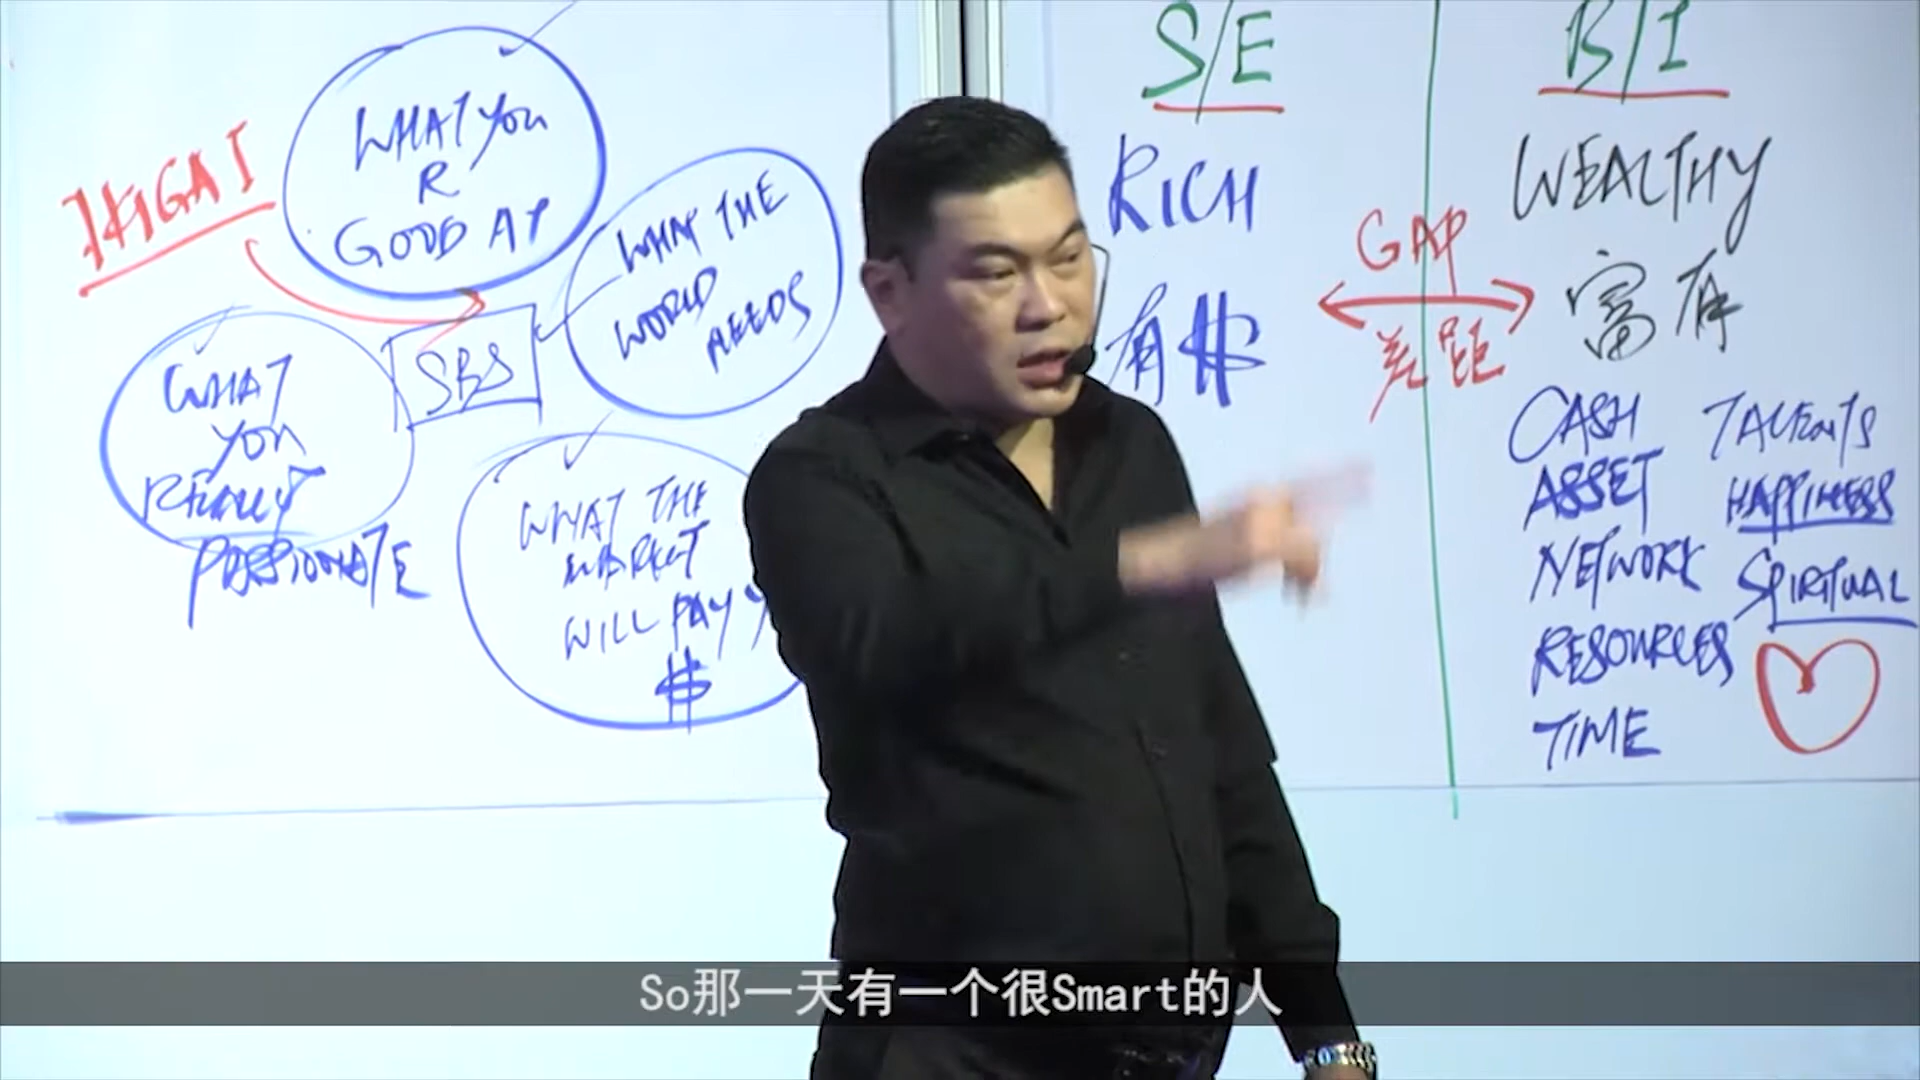 IKIGAI
WHAT YOU
R
GOOD AT
WHAT THE
WORLD
NEEDS
WHAT
YOU
REALLY
PASSIONATE
SBS
WHAT THE
MARKET
WILL PAY
$
S/E
RICH
有$
GAP
差距
B/I
WEALTHY
富有
CASH
ASSET
NETWORK
RESOURCES
TIME
TALENTS
HAPPINESS
SPIRITUAL
So那一天有一个很Smart的人